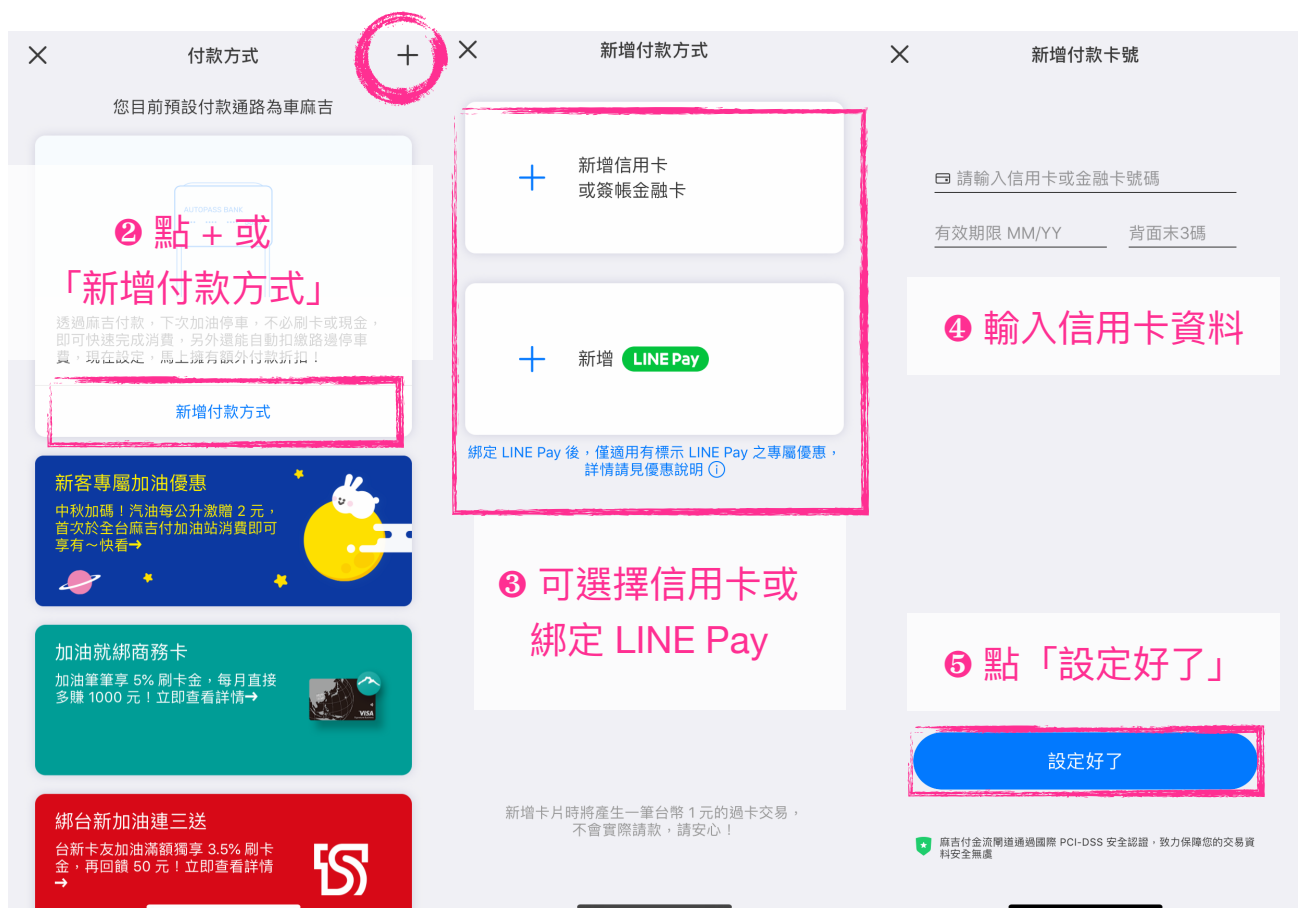 付款方式
您目前預設付款通路為車麻吉
AUTOPASS BANK
❷ 點 + 或
「新增付款方式」
透過麻吉付款，下次加油停車，不必刷卡或現金，
即可快速完成消費，另外還能自動扣繳路邊停車
費，現在設定，馬上擁有額外付款折扣！
新增付款方式
新客專屬加油優惠
中秋加碼！汽油每公升激贈 2 元，
首次於全台麻吉付加油站消費即可
享有～快看➞
加油就綁商務卡
加油筆筆享 5% 刷卡金，每月直接
多賺 1000 元！立即查看詳情➞
VISA
綁台新加油連三送
台新卡友加油滿額獨享 3.5% 刷卡
金，再回饋 50 元！立即查看詳情
➞
新增付款方式
新增信用卡
或簽帳金融卡
新增 LINE Pay
綁定 LINE Pay 後，僅適用有標示 LINE Pay 之專屬優惠，
詳情請見優惠說明
❸ 可選擇信用卡或
綁定 LINE Pay
新增卡片時將產生一筆台幣 1 元的過卡交易，
不會實際請款，請安心！
新增付款卡號
請輸入信用卡或金融卡號碼
有效期限 MM/YY
背面末3碼
❹ 輸入信用卡資料
❺ 點「設定好了」
設定好了
麻吉付金流閘道通過國際 PCI-DSS 安全認證，致力保障您的交易資
料安全無虞